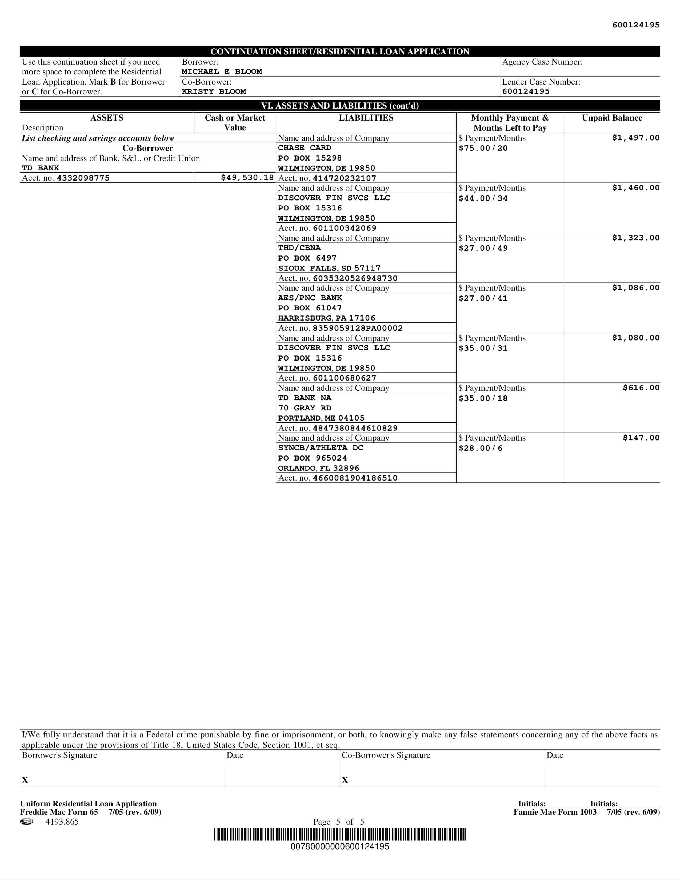 600124195
CONTINUATION SHEET/RESIDENTIAL LOAN APPLICATION
Use this continuation sheet if you need
more space to complete the Residential
Loan Application. Mark B for Borrower
or C for Co-Borrower.
Borrower:
MICHAEL E BLOOM
Co-Borrower:
KRISTY BLOOM
Agency Case Number:
Lender Case Number:
600124195
VI. ASSETS AND LIABILITIES (cont'd)
ASSETS
Description
Cash or Market
Value
LIABILITIES
Monthly Payment &
Months Left to Pay
Unpaid Balance
List checking and savings accounts below
Co-Borrower
Name and address of Bank, S&L, or Credit Union
TD BANK
Acct. no. 4332098775 $49,530.18
Name and address of Company $ Payment/Months $1,497.00
CHASE CARD $75.00/20
PO BOX 15298
WILMINGTON, DE 19850
Acct. no. 414720232107
Name and address of Company $ Payment/Months $1,460.00
DISCOVER FIN SVCS LLC $44.00/34
PO BOX 15316
WILMINGTON, DE 19850
Acct. no. 601100342069
Name and address of Company $ Payment/Months $1,323.00
THD/CBNA $27.00/49
PO BOX 6497
SIOUX FALLS, SD 57117
Acct. no. 6035320526948730
Name and address of Company $ Payment/Months $1,086.00
AES/PNC BANK $27.00/41
PO BOX 61047
HARRISBURG, PA 17106
Acct. no. 8359059128PA00002
Name and address of Company $ Payment/Months $1,080.00
DISCOVER FIN SVCS LLC $35.00/31
PO BOX 15316
WILMINGTON, DE 19850
Acct. no. 601100680627
Name and address of Company $ Payment/Months $616.00
TD BANK NA $35.00/18
70 GRAY RD
PORTLAND, ME 04105
Acct. no. 4847380844610829
Name and address of Company $ Payment/Months $147.00
SYNCB/ATHLETA DC $28.00/6
PO BOX 965024
ORLANDO, FL 32896
Acct. no. 4660081904186510
I/We fully understand that it is a Federal crime punishable by fine or imprisonment, or both, to knowingly make any false statements concerning any of the above facts as
applicable under the provisions of Title 18, United States Code, Section 1001, et seq.
Borrower's Signature Date Co-Borrower's Signature Date
X X
Uniform Residential Loan Application Initials: Initials:
Freddie Mac Form 65 7/05 (rev. 6/09) Fannie Mae Form 1003 7/05 (rev. 6/09)
4193.865 Page 5 of 5
00780000000600124195